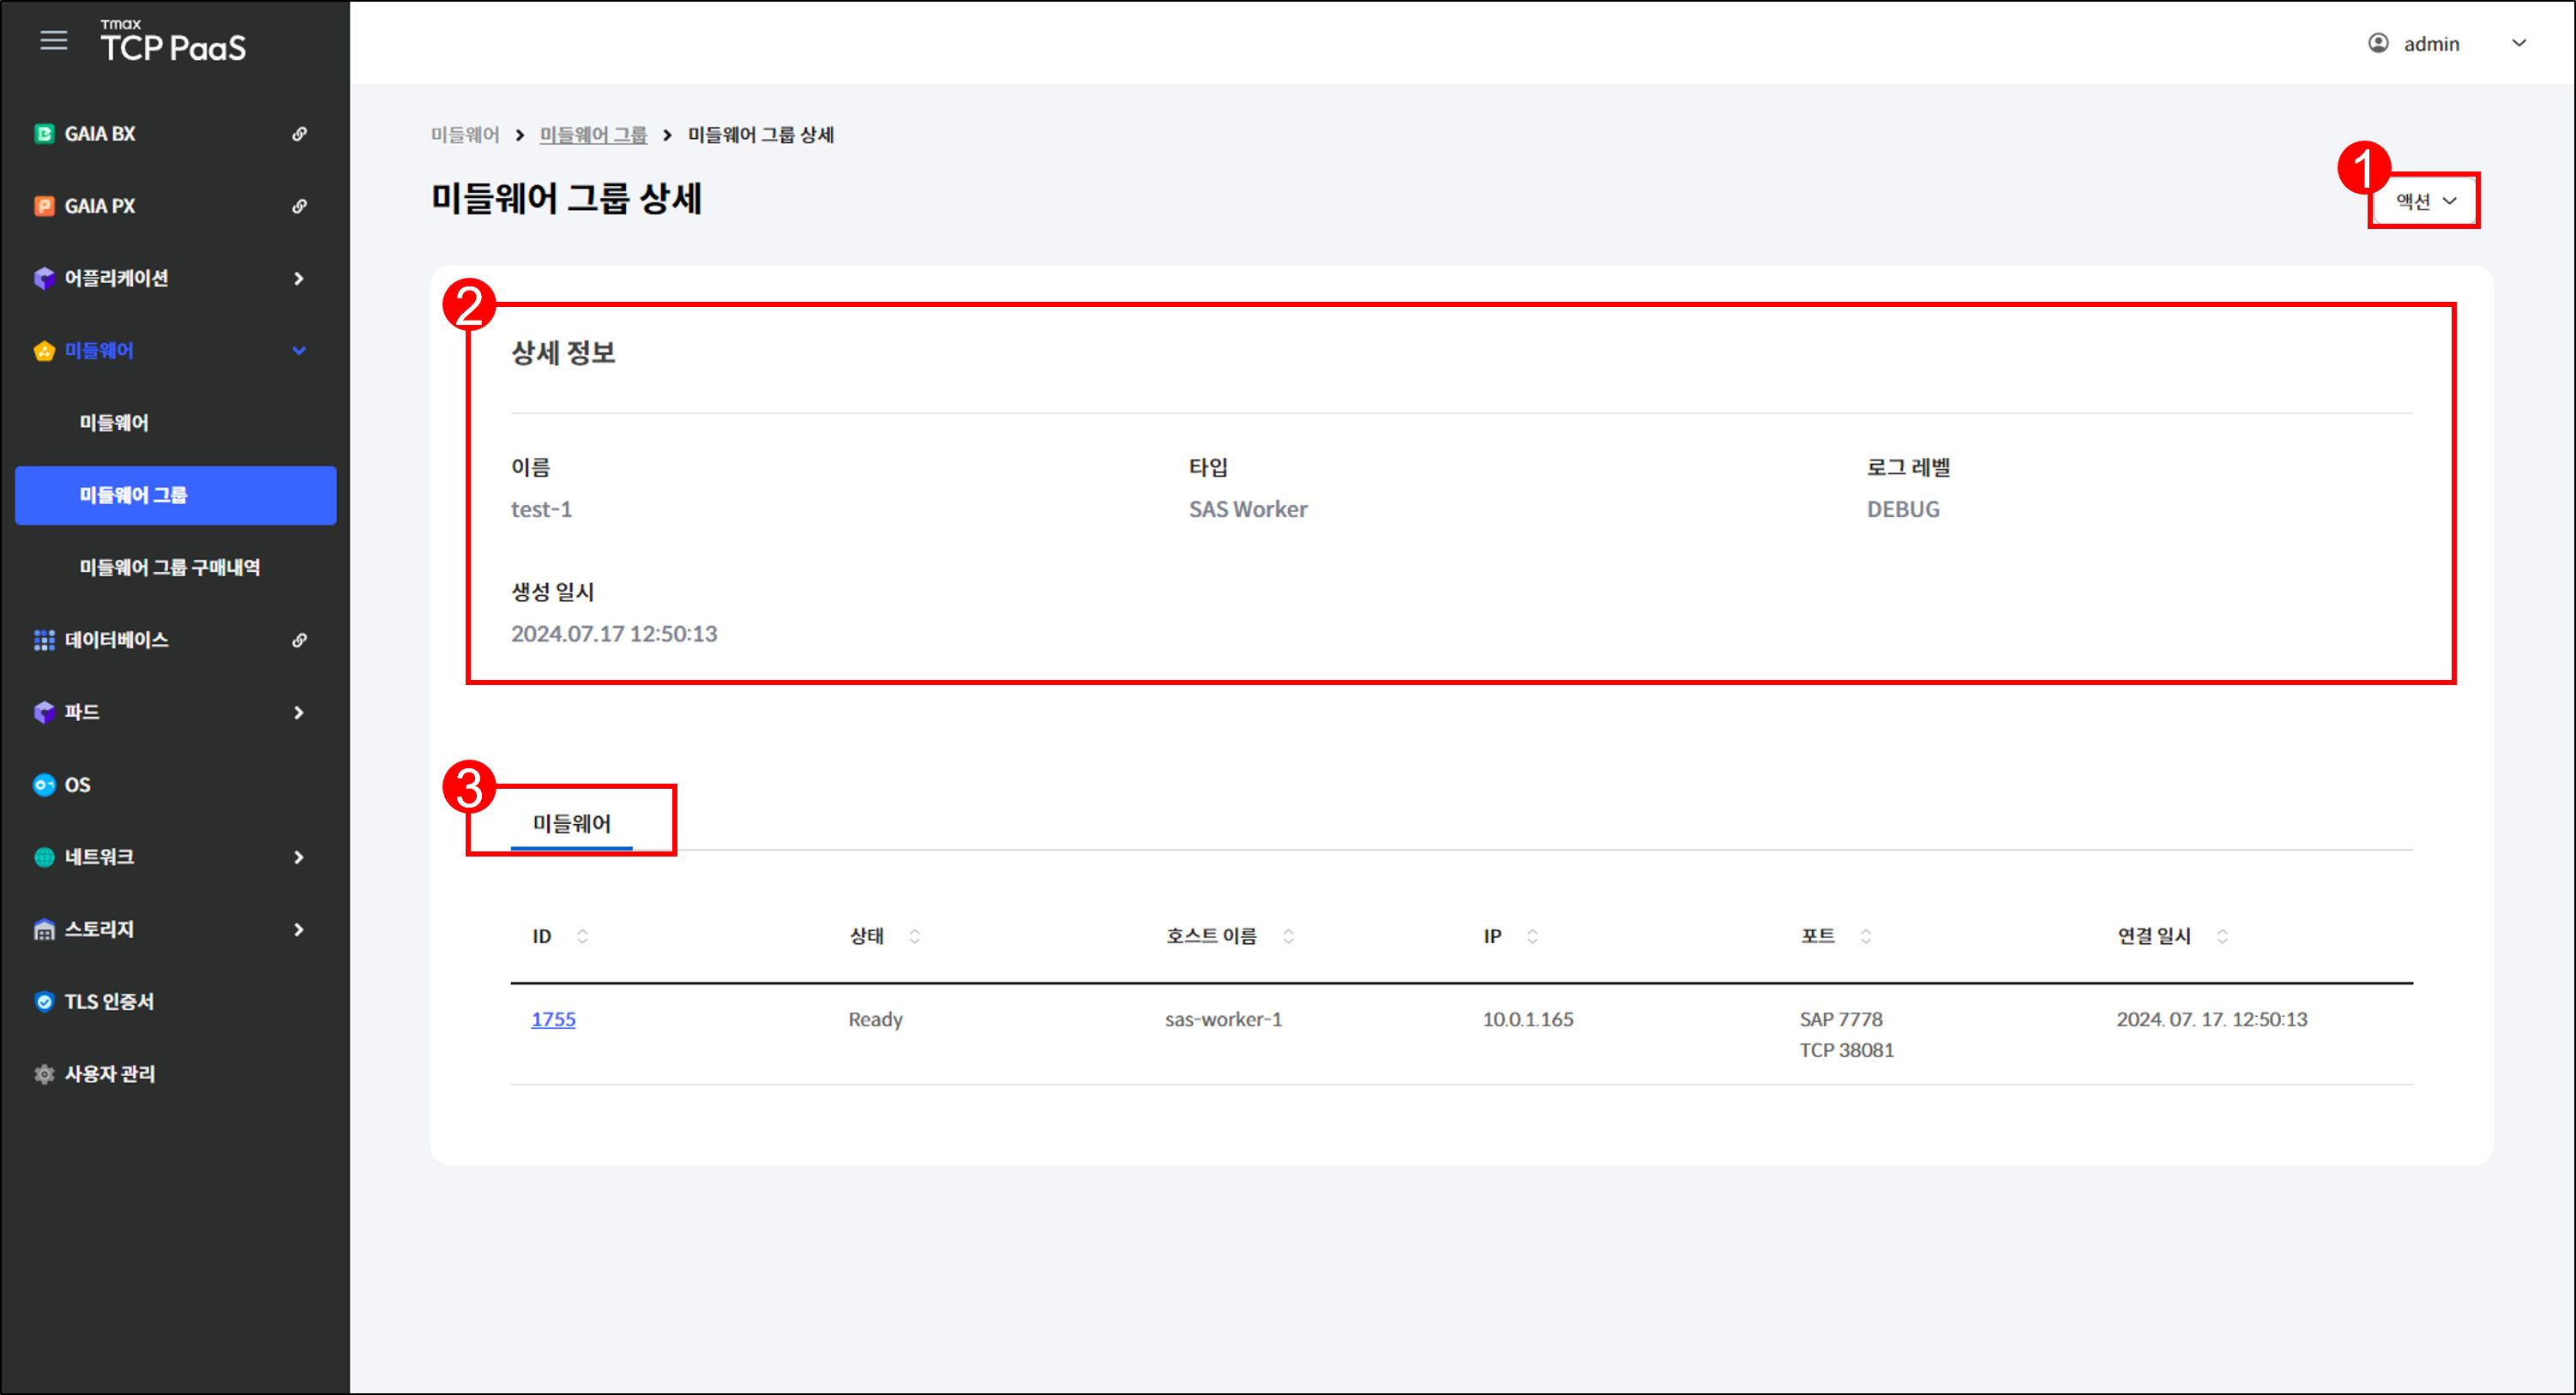 Tmax
TCP PaaS
admin
GAIA BX
GAIA PX
어플리케이션
미들웨어
미들웨어
미들웨어 그룹
미들웨어 그룹 구매내역
데이터베이스
파드
OS
네트워크
스토리지
TLS 인증서
사용자 관리
미들웨어 > 미들웨어 그룹 > 미들웨어 그룹 상세
미들웨어 그룹 상세
1
액션
2
상세 정보
이름 타입 로그 레벨
test-1 SAS Worker DEBUG
생성 일시
2024.07.17 12:50:13
3
미들웨어
ID 상태 호스트 이름 IP 포트 연결 일시
1755 Ready sas-worker-1 10.0.1.165 SAP 7778 2024. 07. 17. 12:50:13
TCP 38081